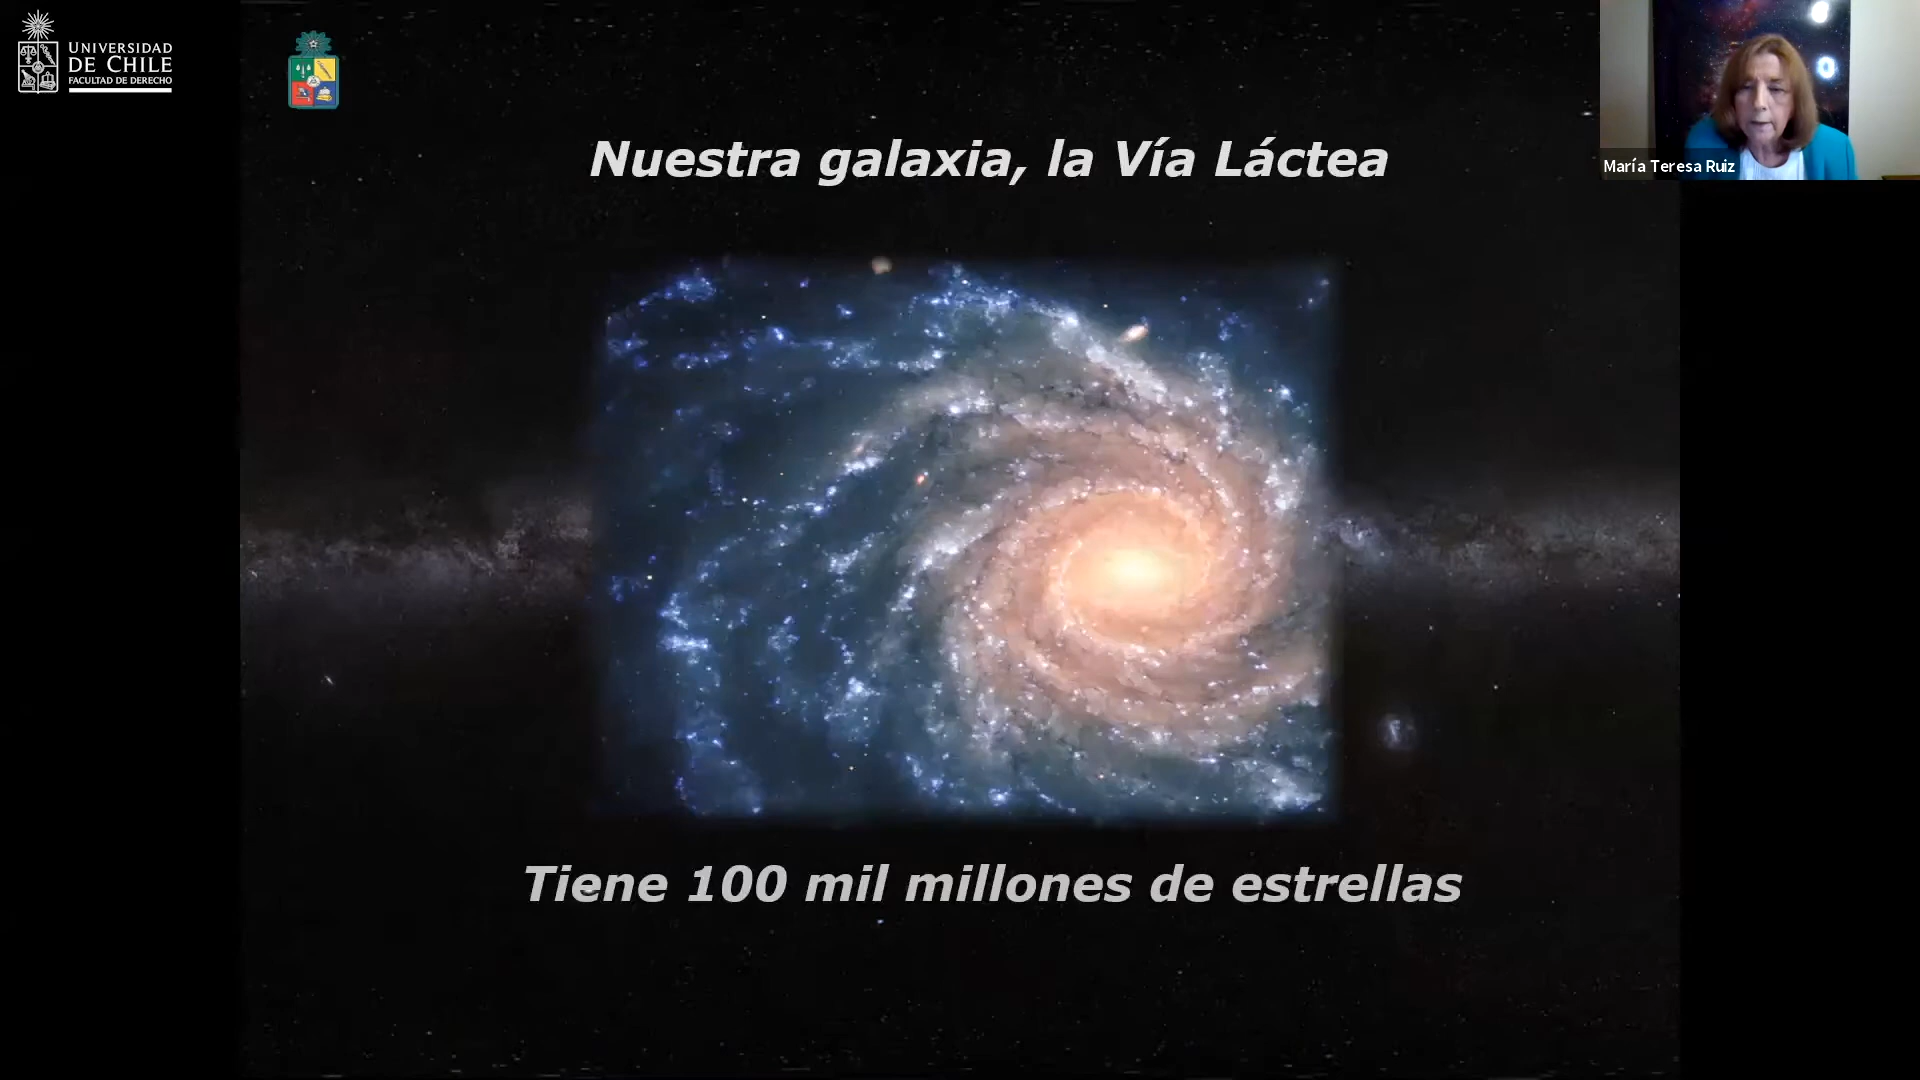 UNIVERSIDAD
DE CHILE
FACULTAD DE DERECHO
Nuestra galaxia, la Vía Láctea
María Teresa Ruiz
Tiene 100 mil millones de estrellas